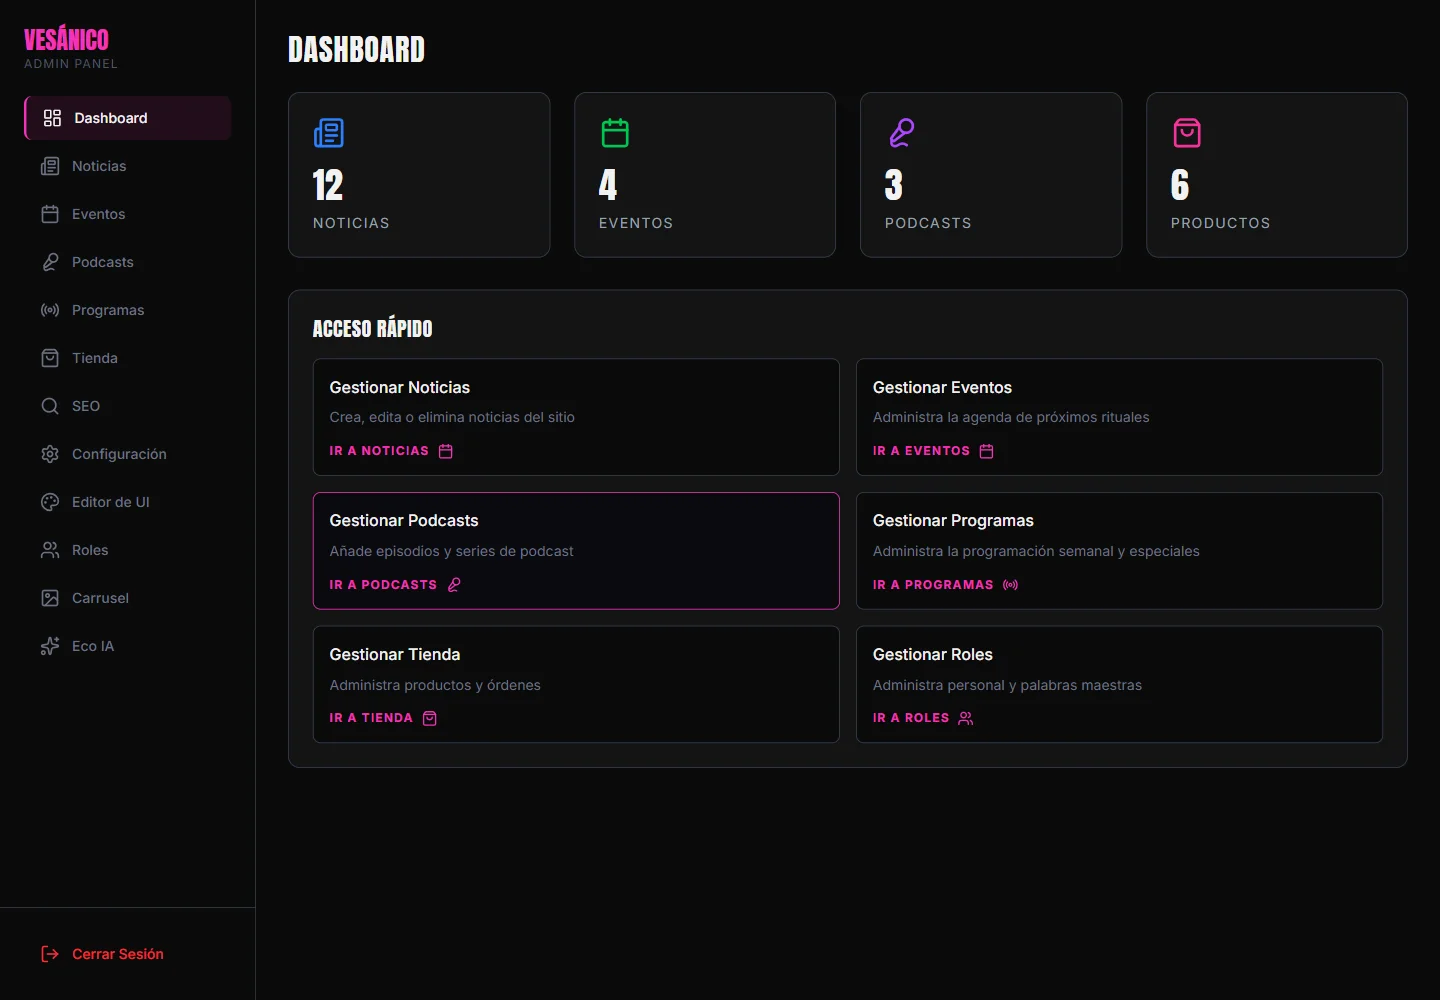 VESÁNICO
ADMIN PANEL
Dashboard
Noticias
Eventos
Podcasts
Programas
Tienda
SEO
Configuración
Editor de UI
Roles
Carrusel
Eco IA
Cerrar Sesión
DASHBOARD
12
NOTICIAS
4
EVENTOS
3
PODCASTS
6
PRODUCTOS
ACCESO RÁPIDO
Gestionar Noticias
Crea, edita o elimina noticias del sitio
IR A NOTICIAS
Gestionar Eventos
Administra la agenda de próximos rituales
IR A EVENTOS
Gestionar Podcasts
Añade episodios y series de podcast
IR A PODCASTS
Gestionar Programas
Administra la programación semanal y especiales
IR A PROGRAMAS
Gestionar Tienda
Administra productos y órdenes
IR A TIENDA
Gestionar Roles
Administra personal y palabras maestras
IR A ROLES